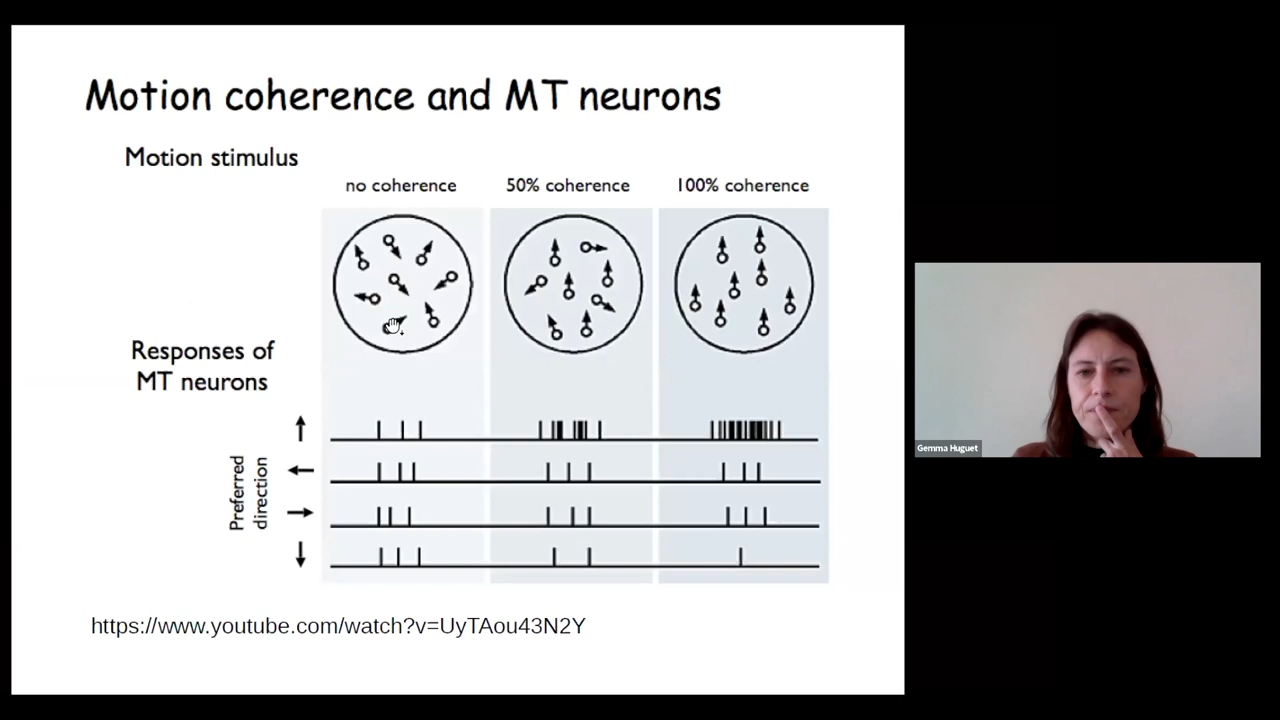 Motion coherence and MT neurons
Motion stimulus
no coherence
50% coherence
100% coherence
Responses of
MT neurons
Preferred
direction
https://www.youtube.com/watch?v=UyTAou43N2Y
Gemma Huguet